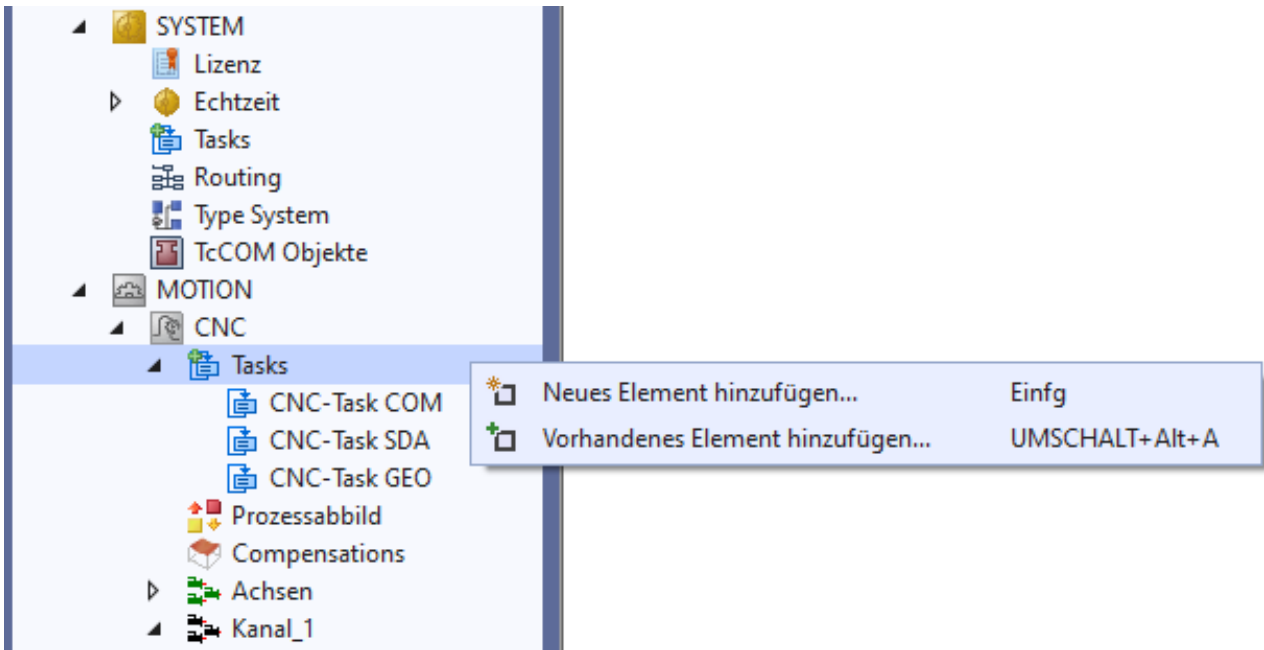 SYSTEM
Lizenz
Echtzeit
Tasks
Routing
Type System
TcCOM Objekte
MOTION
CNC
Tasks
CNC-Task COM
CNC-Task SDA
CNC-Task GEO
Prozessabbild
Compensations
Achsen
Kanal_1
Neues Element hinzufügen... Einfg
Vorhandenes Element hinzufügen... UMSCHALT+Alt+A